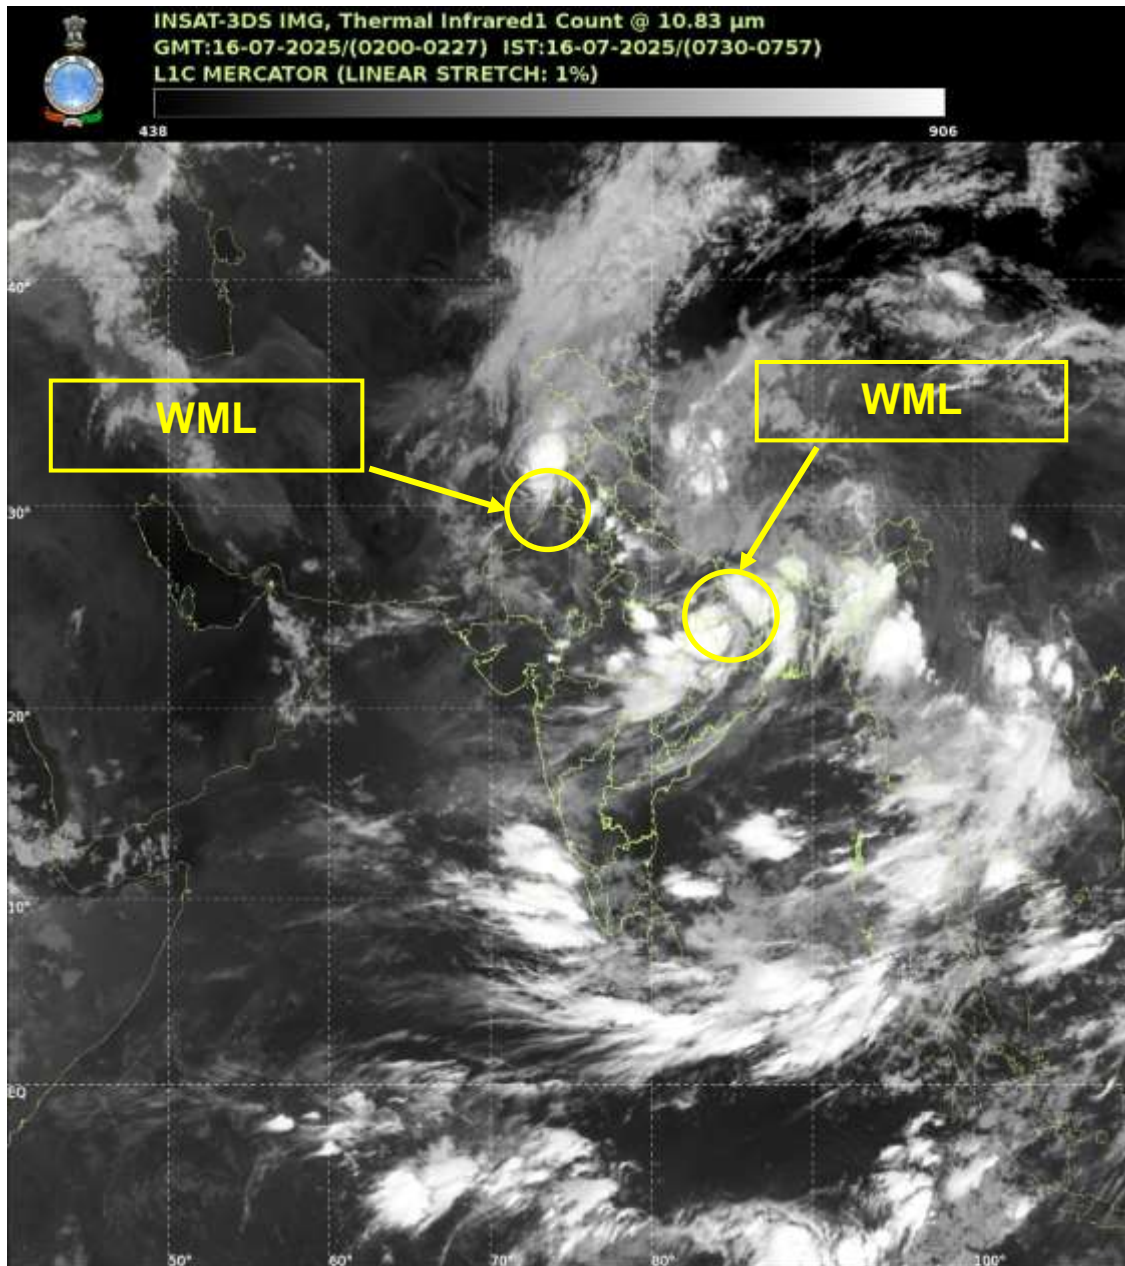 INSAT-3DS IMG, Thermal Infrared1 Count @ 10.83 µm
GMT:16-07-2025/(0200-0227) IST:16-07-2025/(0730-0757)
L1C MERCATOR (LINEAR STRETCH: 1%)
438 906
40°
WML
WML
30°
20°
10°
EQ
50° 60° 70° 80° 100°